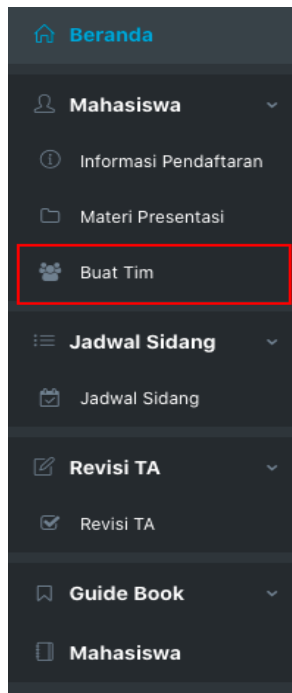 Beranda
Mahasiswa
Informasi Pendaftaran
Materi Presentasi
Buat Tim
Jadwal Sidang
Jadwal Sidang
Revisi TA
Revisi TA
Guide Book
Mahasiswa